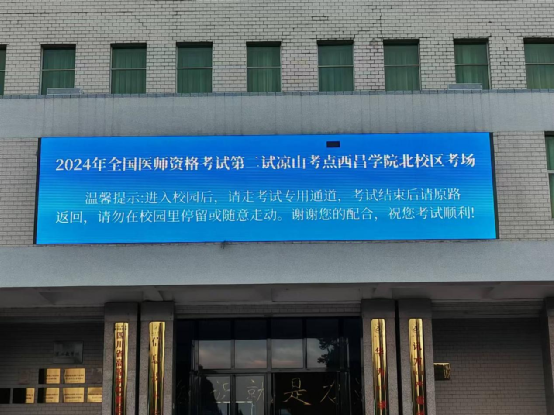 2024年全国医师资格考试第二试凉山考点西昌学院北校区考场
温馨提示:进入校园后，请走考试专用通道，考试结束后请原路
返回，请勿在校园里停留或随意走动。谢谢您的配合，祝您考试顺利!